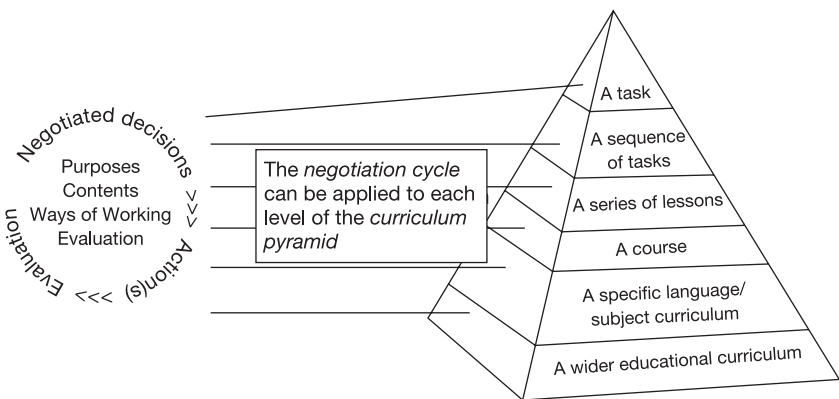 Negotiated decisions >>> Action(s) >>> Evaluation
Purposes
Contents
Ways of Working
Evaluation
The negotiation cycle
can be applied to each
level of the curriculum
pyramid
A task
A sequence
of tasks
A series of lessons
A course
A specific language/
subject curriculum
A wider educational curriculum